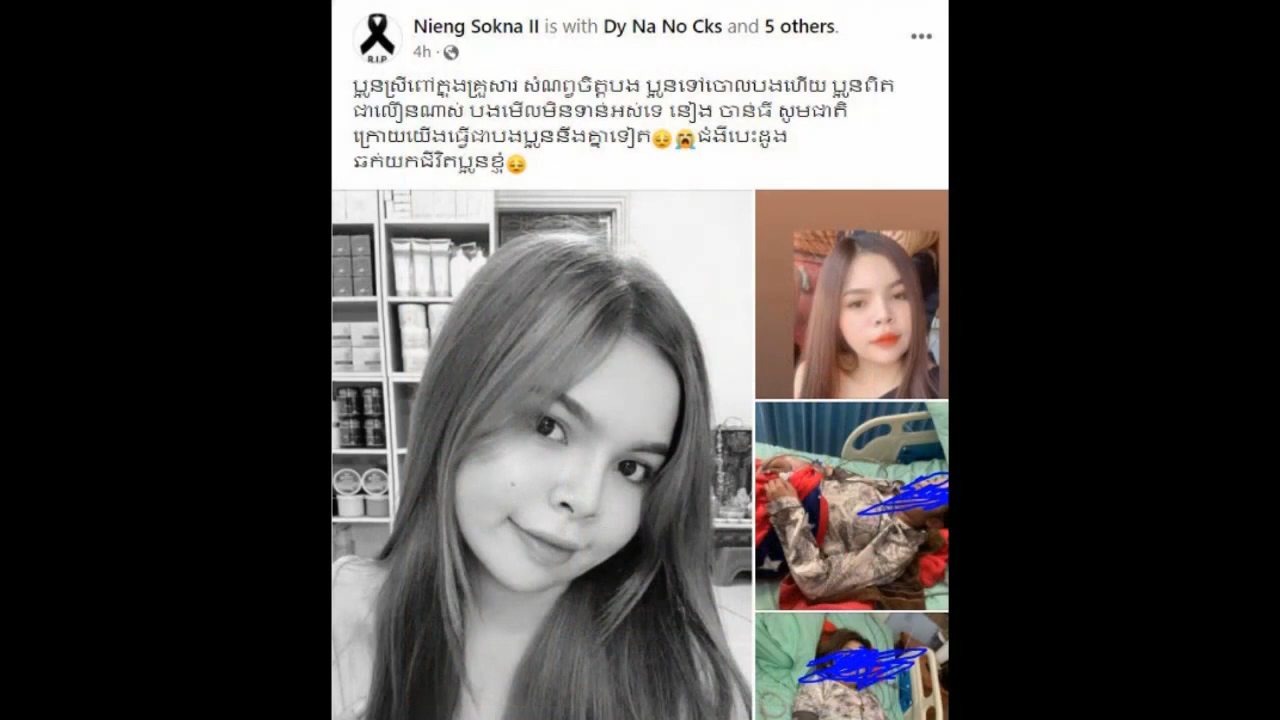 Nieng Sokna II is with Dy Na No Cks and 5 others.
4h
R.I.P
ប្អូនស្រីពៅក្នុងគ្រួសារ សំណព្វចិត្តបង ប្អូនទៅចោលបងហើយ ប្អូនពិត
ជាលឿនណាស់ បងមើលមិនទាន់អស់ទេ នៀង ចាន់ធី សូមជាតិ
ក្រោយយើងធ្វើជាបងប្អូននឹងគ្នាទៀត😔😭ជំងឺបេះដូង
ឆក់យកជីវិតប្អូនខ្ញុំ😔